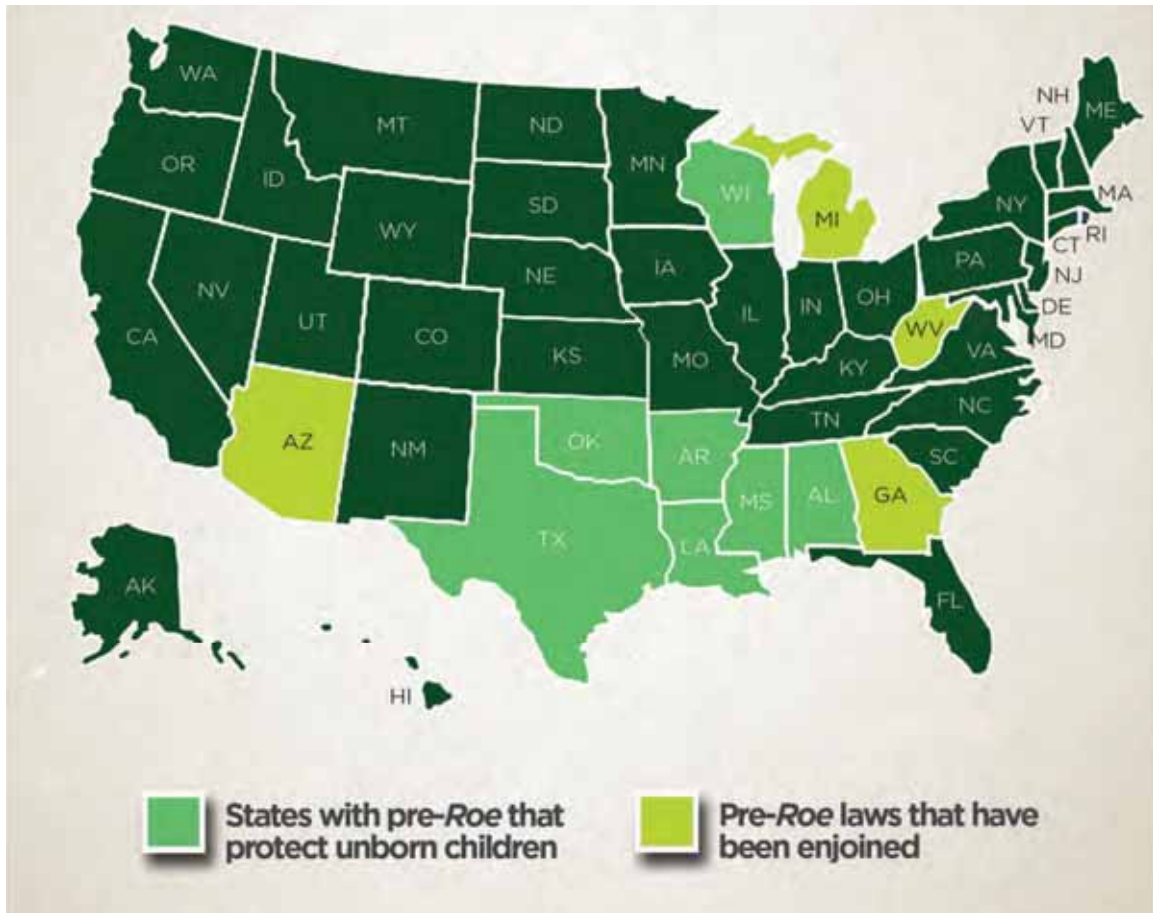 WA
MT
ND
MN
OR
ID
SD
WY
WI
MI
NH
VT
ME
NY
MA
RI
CT
NJ
PA
DE
MD
NV
UT
CO
NE
IA
IL
IN
OH
WV
VA
CA
KS
MO
KY
NC
TN
SC
AZ
NM
OK
AR
MS
AL
GA
TX
LA
FL
AK
HI
States with pre-Roe that
protect unborn children
Pre-Roe laws that have
been enjoined